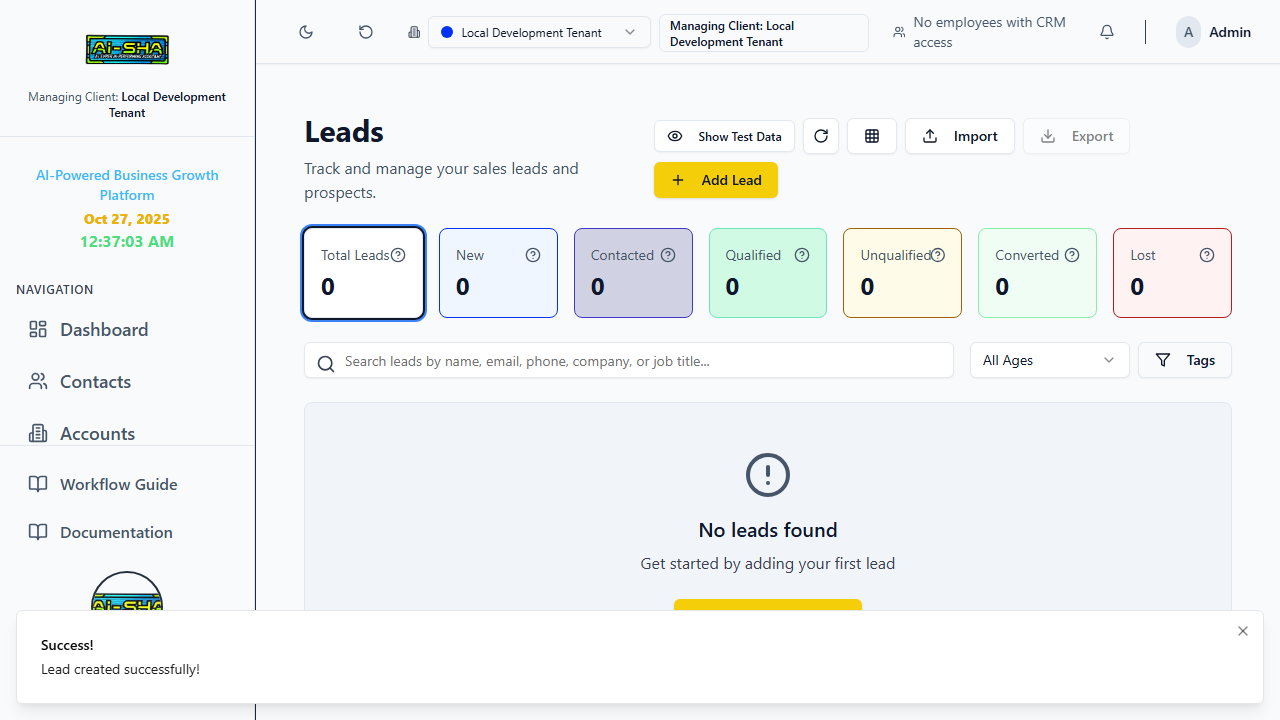 Ai-SHA
Managing Client: Local Development
Tenant
AI-Powered Business Growth
Platform
Oct 27, 2025
12:37:03 AM
NAVIGATION
Dashboard
Contacts
Accounts
Workflow Guide
Documentation
Ai-SHA
Local Development Tenant
Managing Client: Local
Development Tenant
No employees with CRM
access
A
Admin
Leads
Track and manage your sales leads and
prospects.
Show Test Data
Import
Export
Add Lead
Total Leads
0
New
0
Contacted
0
Qualified
0
Unqualified
0
Converted
0
Lost
0
Search leads by name, email, phone, company, or job title...
All Ages
Tags
No leads found
Get started by adding your first lead
Success!
Lead created successfully!